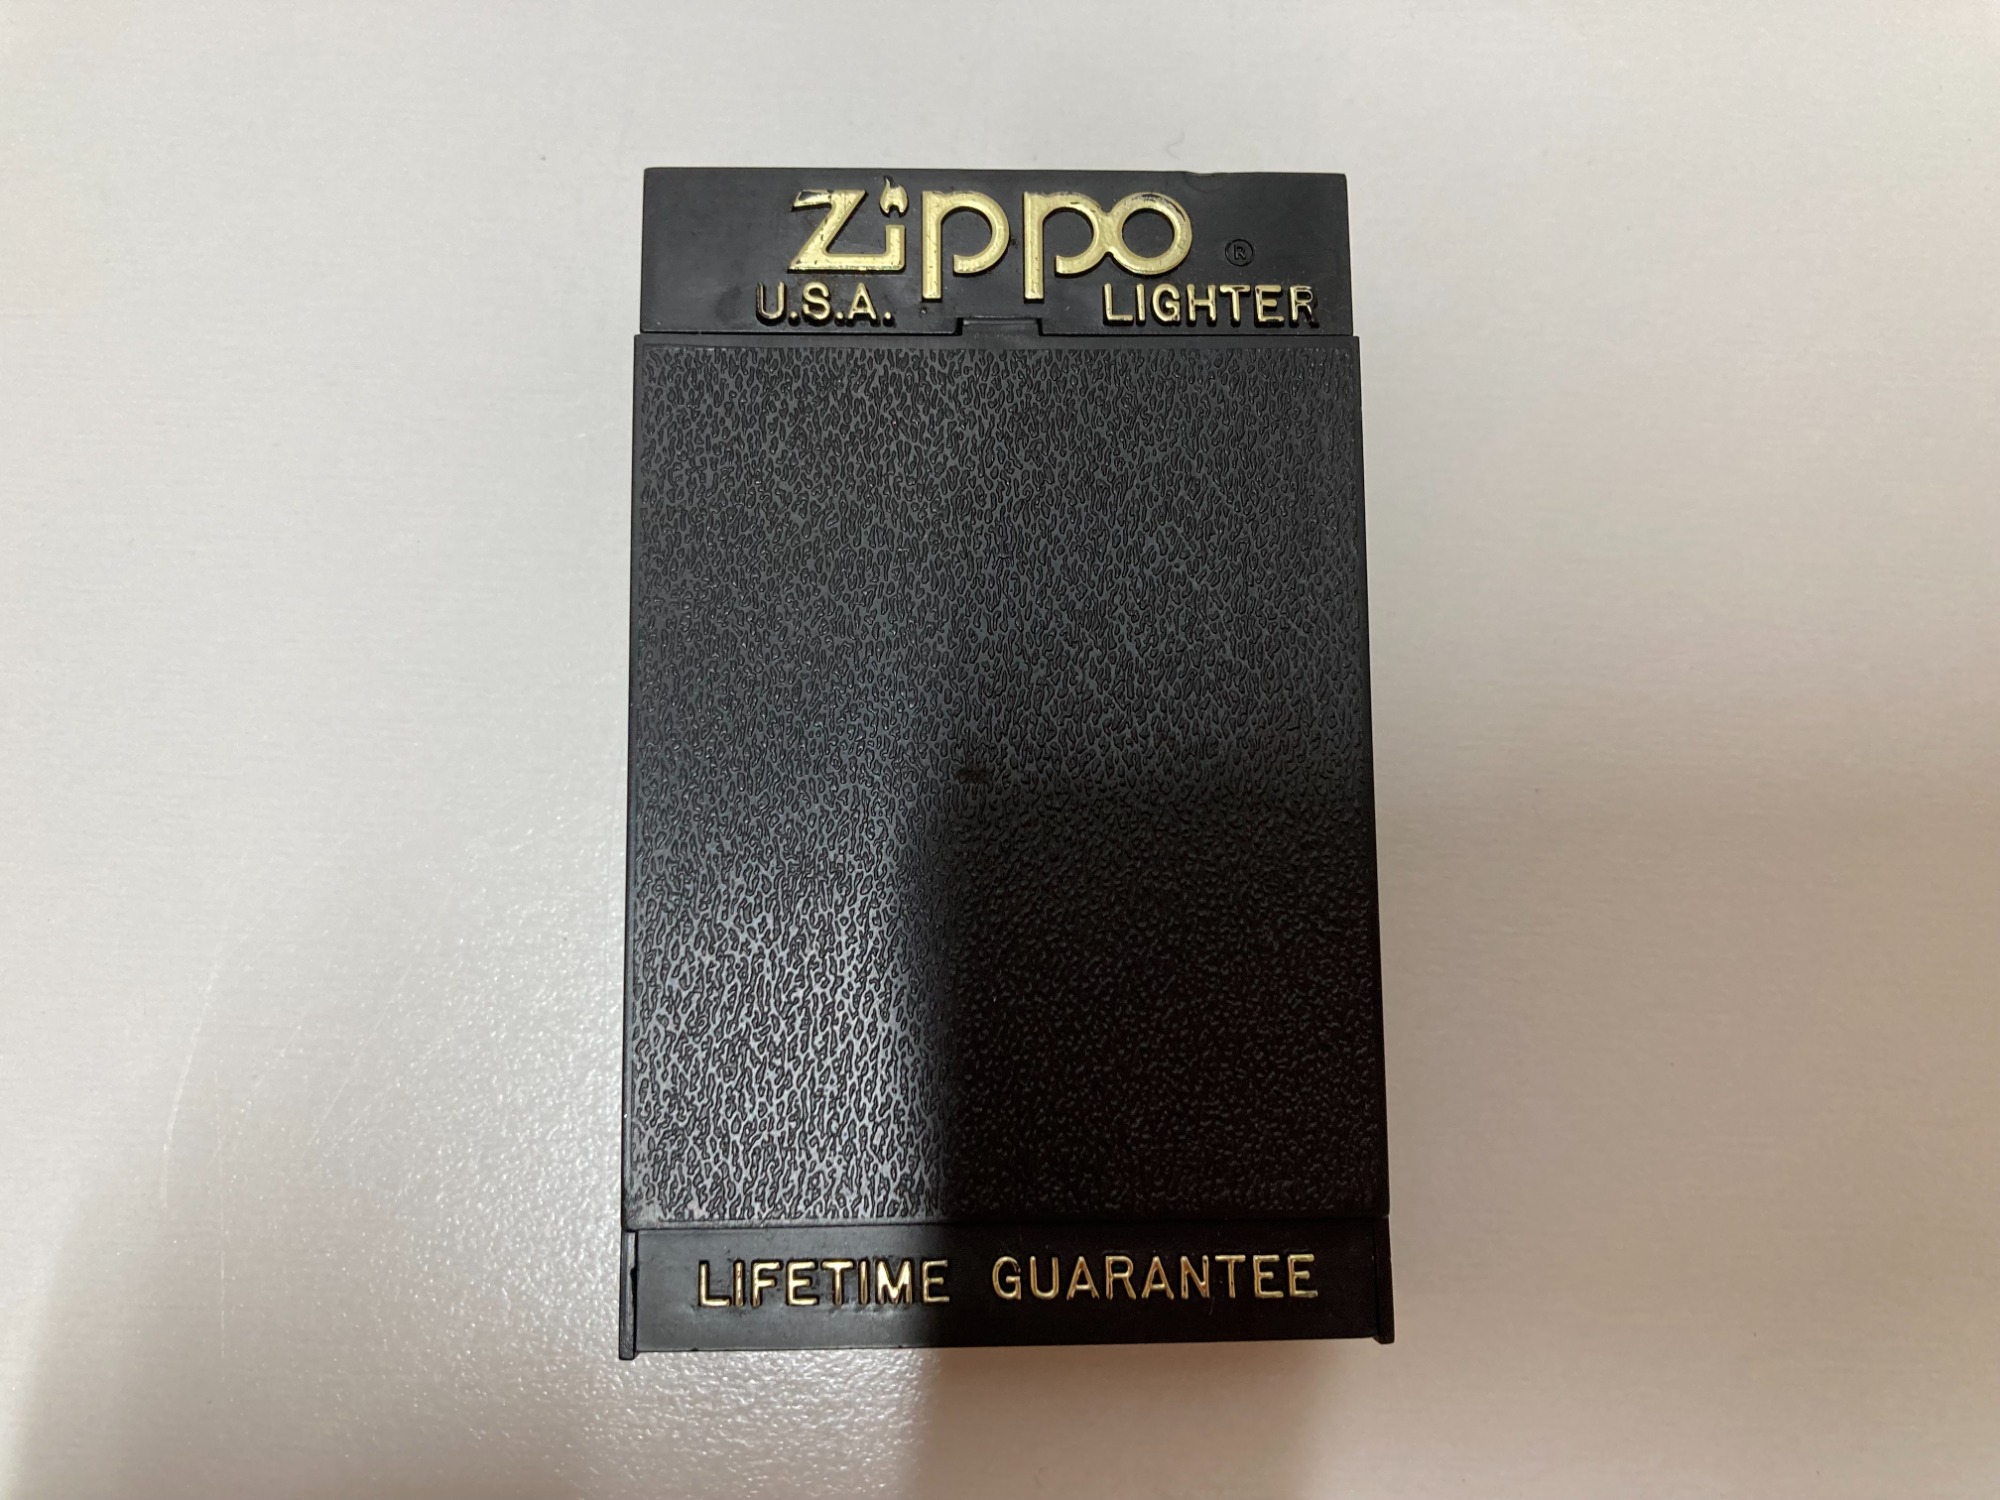 Zippo ®
U.S.A. LIGHTER
LIFETIME GUARANTEE